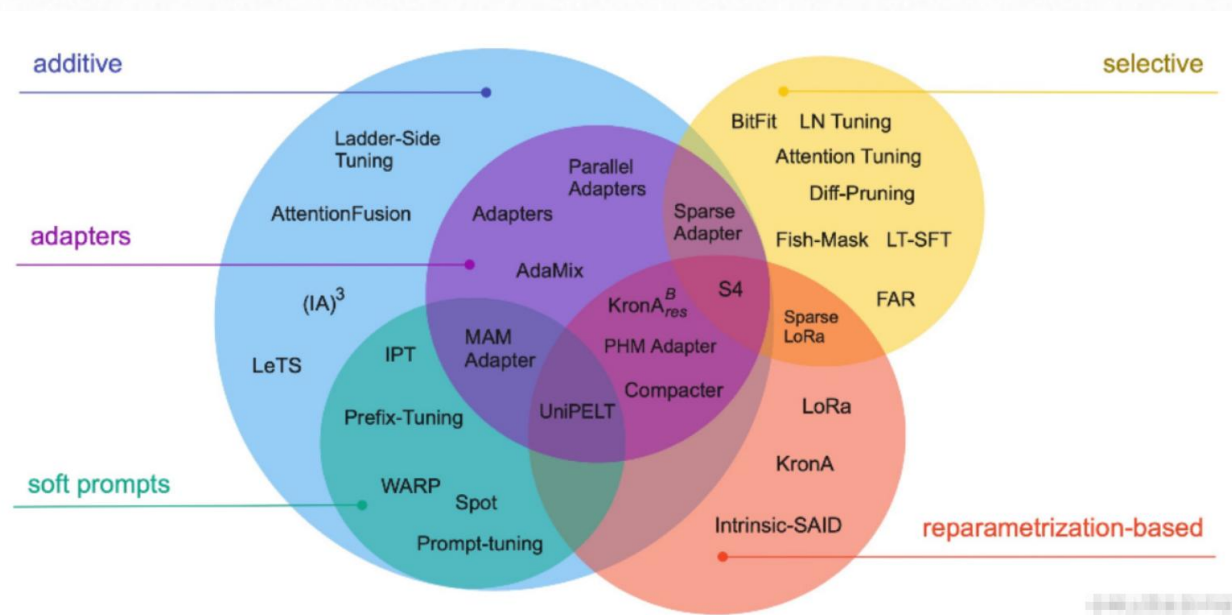 additive
selective
BitFit LN Tuning
Ladder-Side
Tuning
Attention Tuning
Parallel
Adapters
Diff-Pruning
AttentionFusion
Adapters
Sparse
Adapter
adapters
Fish-Mask LT-SFT
AdaMix
(IA)³
KronA^B_res
S4
FAR
Sparse
LoRa
MAM
Adapter
IPT
PHM Adapter
LeTS
Compacter
UniPELT
LoRa
Prefix-Tuning
KronA
soft prompts
WARP
Spot
Intrinsic-SAID
reparametrization-based
Prompt-tuning